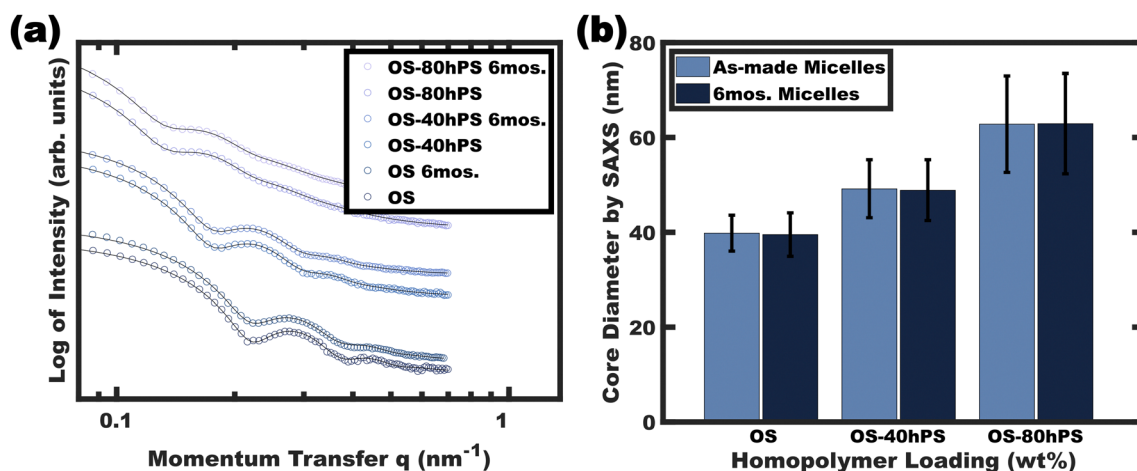 (a)
Log of Intensity (arb. units)
OS-80hPS 6mos.
OS-80hPS
OS-40hPS 6mos.
OS-40hPS
OS 6mos.
OS
0.1
1
Momentum Transfer q (nm⁻¹)
(b)
Core Diameter by SAXS (nm)
80
60
40
20
0
As-made Micelles
6mos. Micelles
OS
OS-40hPS
OS-80hPS
Homopolymer Loading (wt%)